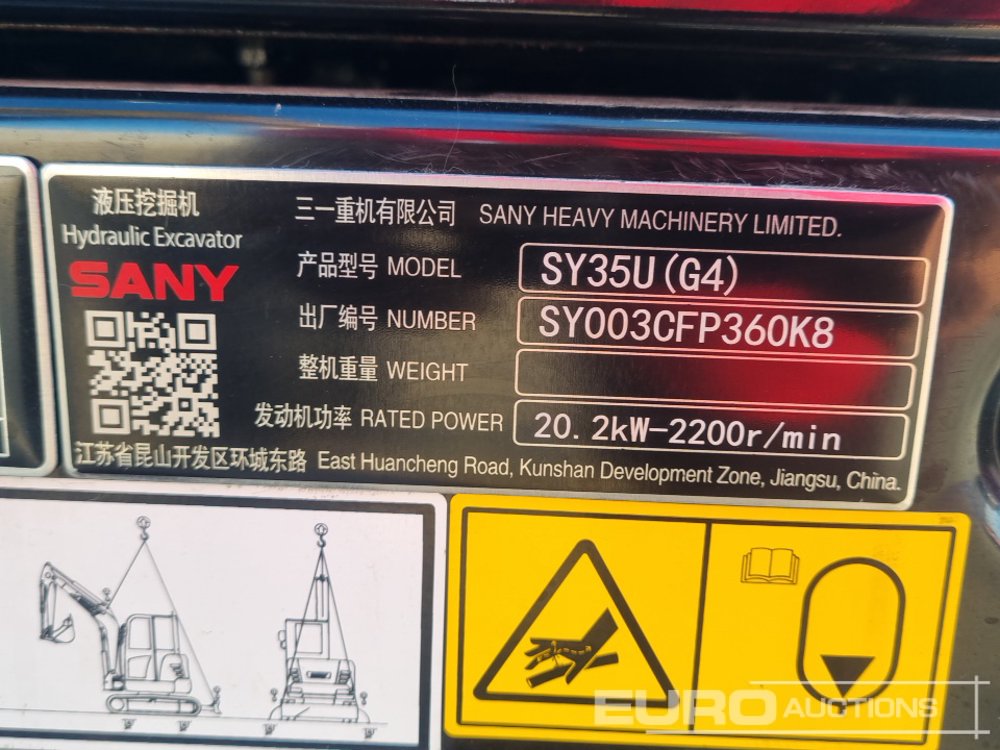 液压挖掘机
Hydraulic Excavator
SANY
三一重机有限公司 SANY HEAVY MACHINERY LIMITED.
产品型号 MODEL SY35U(G4)
出厂编号 NUMBER SY003CFP360K8
整机重量 WEIGHT
发动机功率 RATED POWER 20.2kW-2200r/min
江苏省昆山开发区环城东路 East Huancheng Road, Kunshan Development Zone, Jiangsu, China.
EURO AUCTIONS